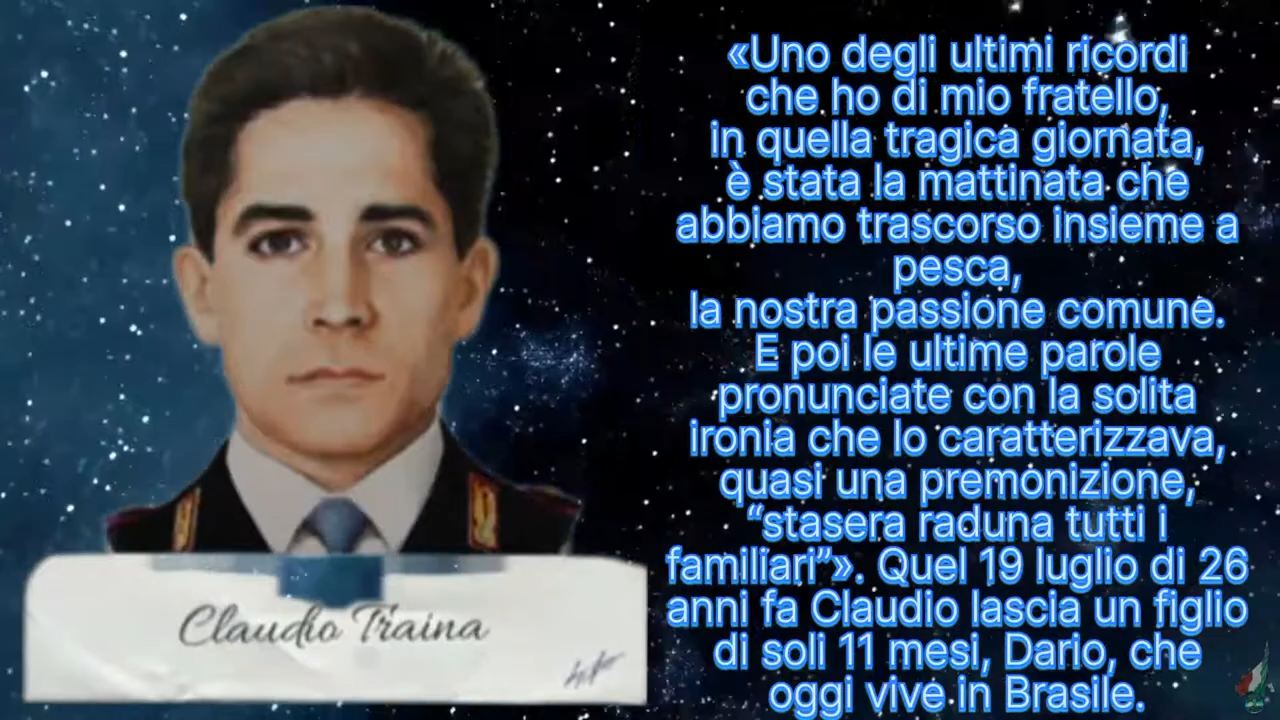 «Uno degli ultimi ricordi
che ho di mio fratello,
in quella tragica giornata,
è stata la mattinata che
abbiamo trascorso insieme a
pesca,
la nostra passione comune.
E poi le ultime parole
pronunciate con la solita
ironia che lo caratterizzava,
quasi una premonizione,
“stasera raduna tutti i
familiari”». Quel 19 luglio di 26
anni fa Claudio lascia un figlio
di soli 11 mesi, Dario, che
oggi vive in Brasile.
Claudio Traina